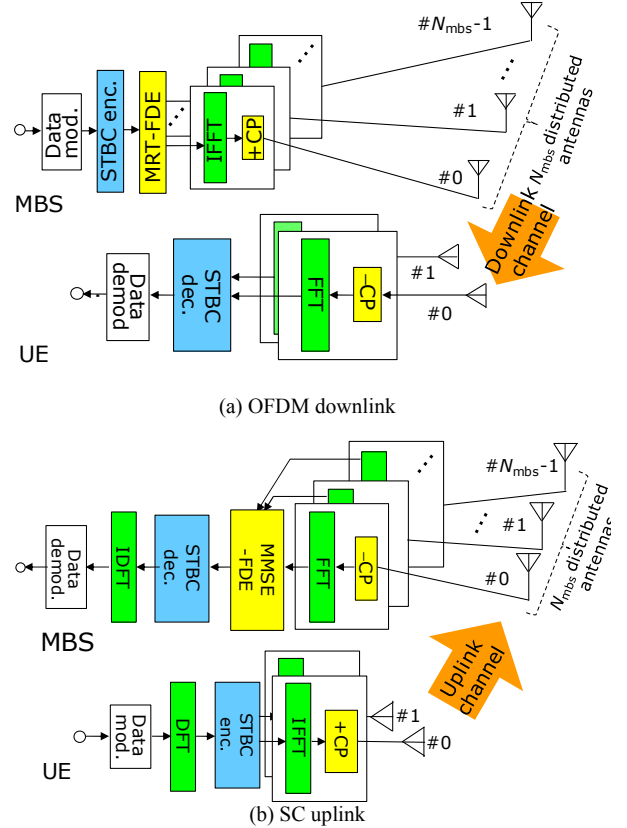 #Nmbs-1
Data mod.
STBC enc.
MRT-FDE
IFFT
+CP
#1
#0
Nmbs distributed antennas
MBS
Downlink channel
Data demod
STBC dec.
FFT
–CP
#1
#0
UE
(a) OFDM downlink
#Nmbs-1
Data demod.
IDFT
STBC dec.
MMSE -FDE
FFT
–CP
#1
#0
Nmbs distributed antennas
MBS
Uplink channel
Data mod.
DFT
STBC enc.
IFFT
+CP
#1
#0
UE
(b) SC uplink